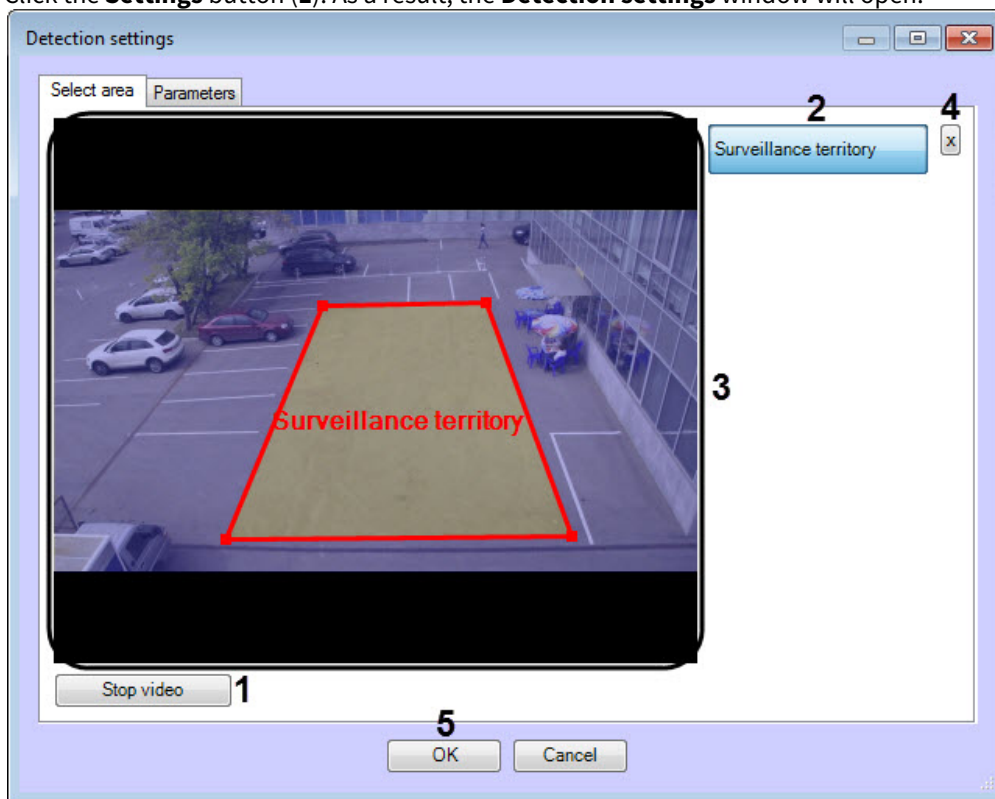 Click the Settings button (2). As a result, the Detection settings window will open.
Detection settings
Select area Parameters
2 4
Surveillance territory x
3
Surveillance territory
Stop video 1
5
OK Cancel